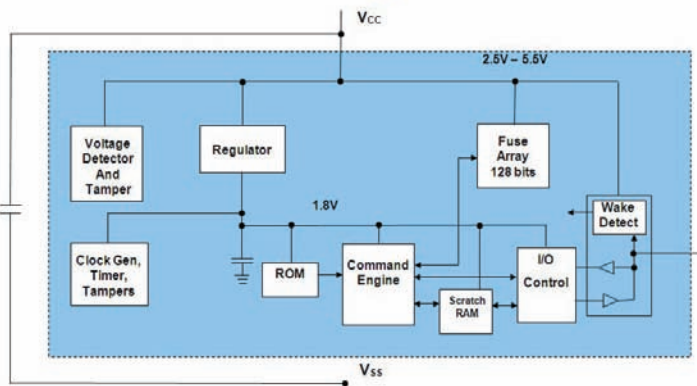 VCC
2.5V – 5.5V
Voltage
Detector
And
Tamper
Regulator
Fuse
Array
128 bits
1.8V
Wake
Detect
Clock Gen,
Timer,
Tampers
ROM
Command
Engine
Scratch
RAM
I/O
Control
VSS